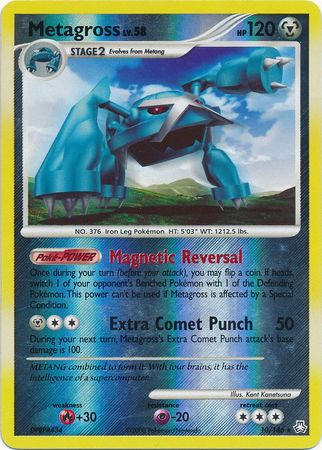 Metagross LV.58 HP 120
STAGE2 Evolves from Metang
NO. 376 Iron Leg Pokémon HT: 5'03" WT: 1212.5 lbs.
Poké-POWER Magnetic Reversal
Once during your turn (before your attack), you may flip a coin. If heads,
switch 1 of your opponent's Benched Pokémon with 1 of the Defending
Pokémon. This power can't be used if Metagross is affected by a Special
Condition.
Extra Comet Punch 50
During your next turn, Metagross's Extra Comet Punch attack's base
damage is 100.
METANG combined to form it. With four brains, it has the
intelligence of a supercomputer.
Illus. Kent Kanetsuna
weakness resistance retreat cost
+30 -20
©2008 Pokémon/Nintendo 10/146 ★